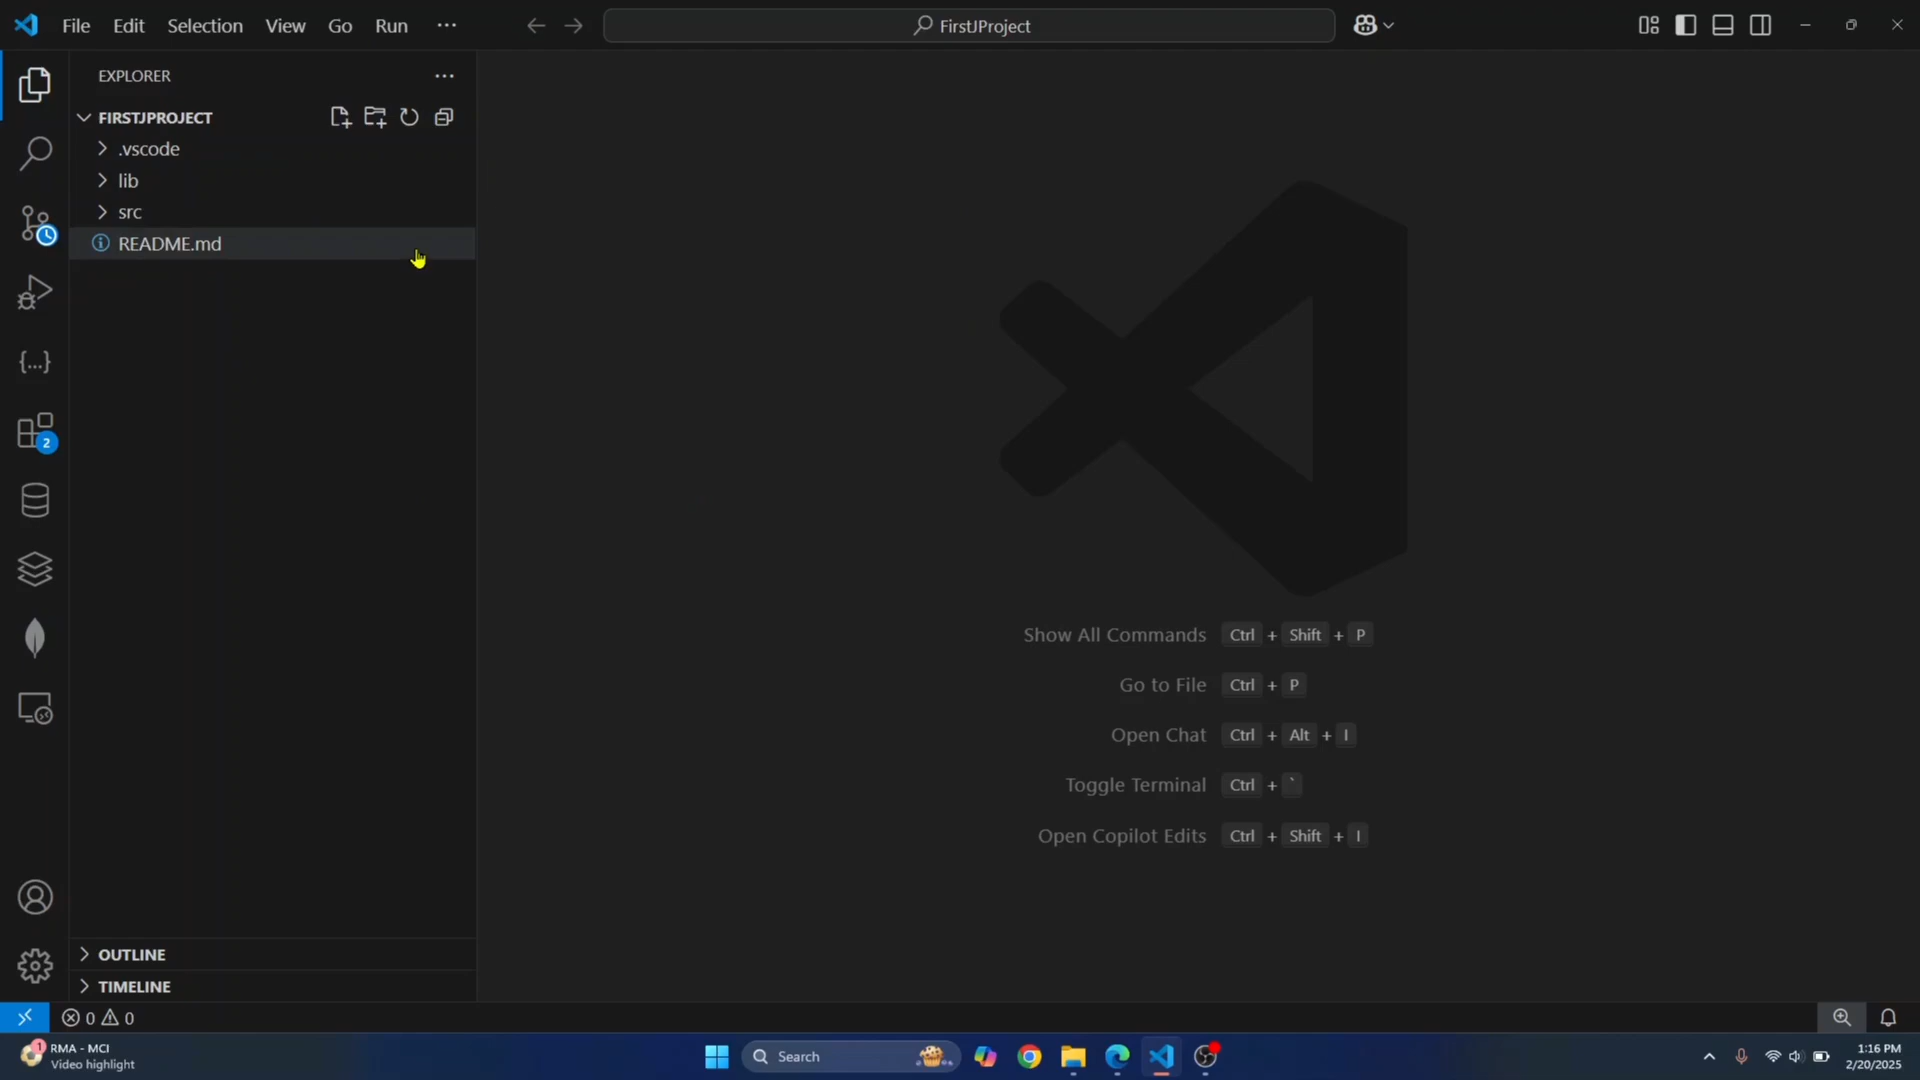 File Edit Selection View Go Run ...
FirstJProject
EXPLORER
FIRSTJPROJECT
.vscode
lib
src
README.md
2
Show All Commands Ctrl + Shift + P
Go to File Ctrl + P
Open Chat Ctrl + Alt + I
Toggle Terminal Ctrl + `
Open Copilot Edits Ctrl + Shift + I
OUTLINE
TIMELINE
0 0
1
RMA - MCI
Video highlight
Search
1:16 PM
2/20/2025